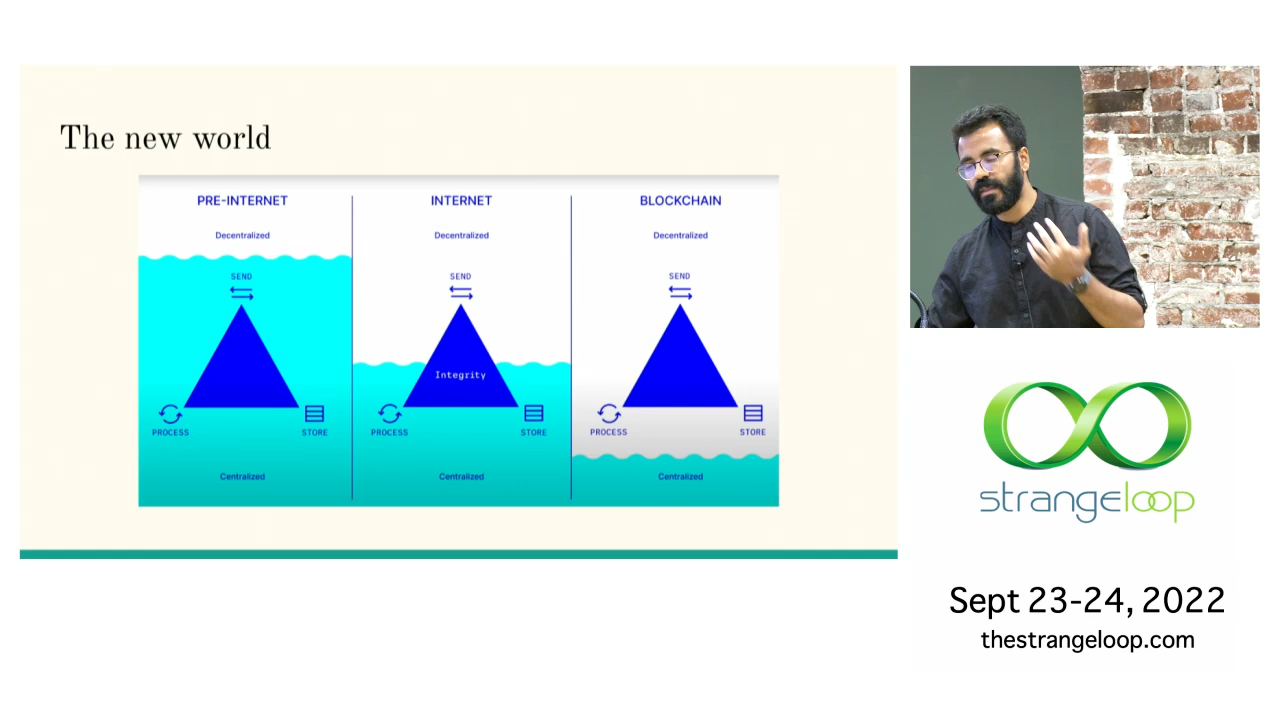 The new world
PRE-INTERNET
Decentralized
SEND
PROCESS
STORE
Centralized
INTERNET
Decentralized
SEND
Integrity
PROCESS
STORE
Centralized
BLOCKCHAIN
Decentralized
SEND
PROCESS
STORE
Centralized
strangeloop
Sept 23-24, 2022
thestrangeloop.com